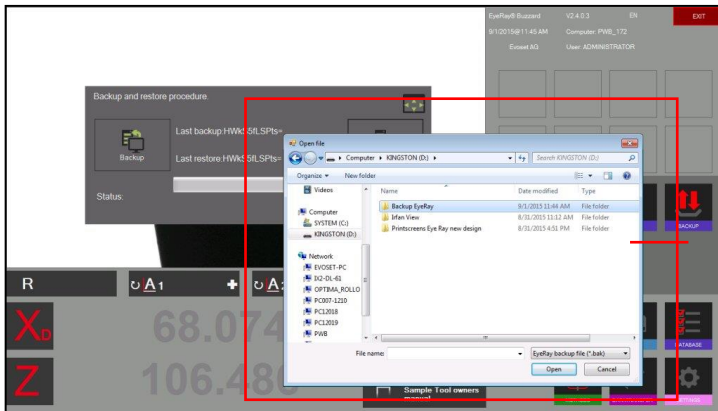 EyeRay® Buzzard V2.4.0.3 EN EXIT
9/1/2015@11:45 AM Computer: PWB_172
Evoset AG User: ADMINISTRATOR
Backup and restore procedure.
Last backup:HWkS5fLSPts=
Backup
Last restore:HWkS5fLSPts=
Status:
Open file
Computer KINGSTON (D:) Search KINGSTON (D:)
Organize New folder
Name Date modified Type
Videos
Backup EyeRay 9/1/2015 11:44 AM File folder
Irfan View 8/31/2015 11:12 AM File folder
Printscreens Eye Ray new design 8/31/2015 4:51 PM File folder
Computer
SYSTEM (C:)
KINGSTON (D:)
Network
EVOSET-PC
IX2-DL-61
OPTIMA_ROLLO
PC007-1210
PC12018
PC12019
PWB
File name: EyeRay backup file (*.bak)
Open Cancel
BACKUP
R A1 A
XD 68.074
Z 106.486
DATABASE
Sample Tool owners
manual
SETTINGS